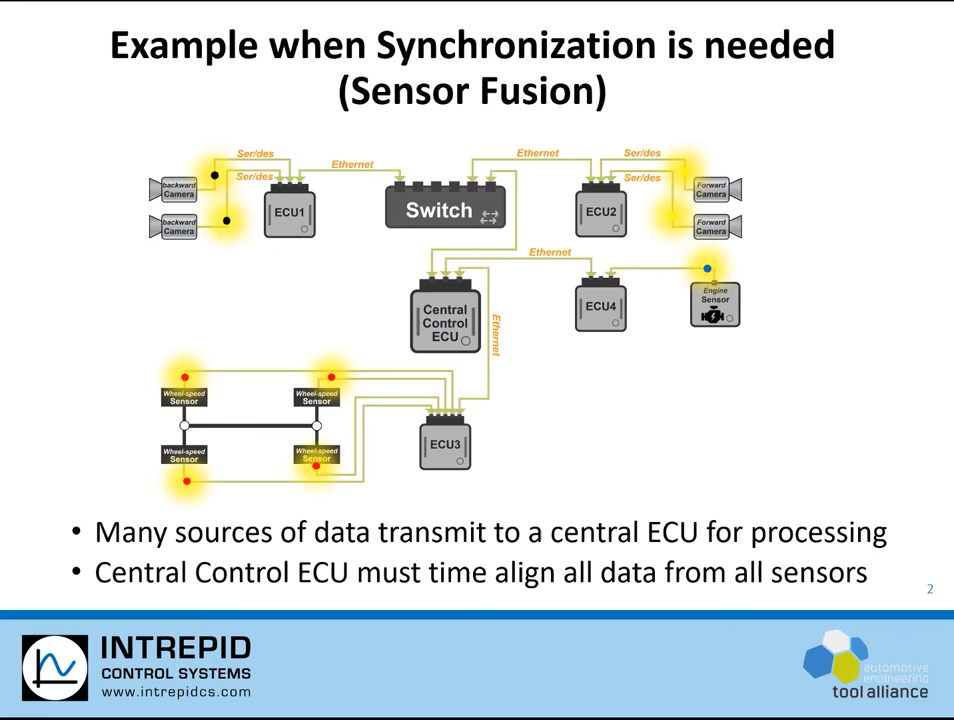 Example when Synchronization is needed
(Sensor Fusion)
Ser/des
Ethernet
Ethernet
Ser/des
Ser/des
Ser/des
backward
Camera
backward
Camera
ECU1
Switch
ECU2
Forward
Camera
Forward
Camera
Ethernet
Central
Control
ECU
Ethernet
ECU4
Engine
Sensor
Wheel-speed
Sensor
Wheel-speed
Sensor
Wheel-speed
Sensor
Wheel-speed
Sensor
ECU3
• Many sources of data transmit to a central ECU for processing
• Central Control ECU must time align all data from all sensors
2
INTREPID
CONTROL SYSTEMS
www.intrepidcs.com
automotive
engineering
tool alliance